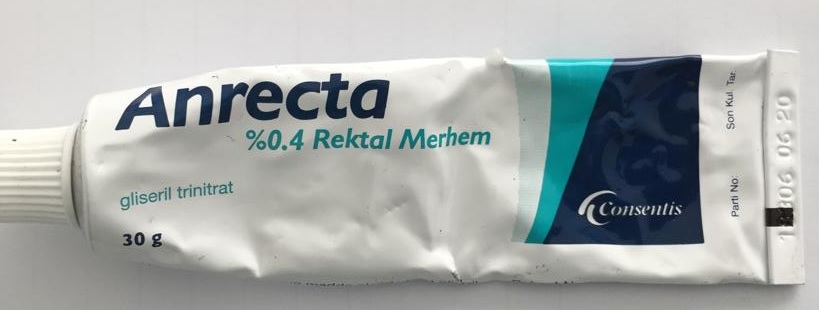 Anrecta
%0.4 Rektal Merhem
gliseril trinitrat
30 g
Consentis
Son Kul. Tar.
Parti No:
06 20